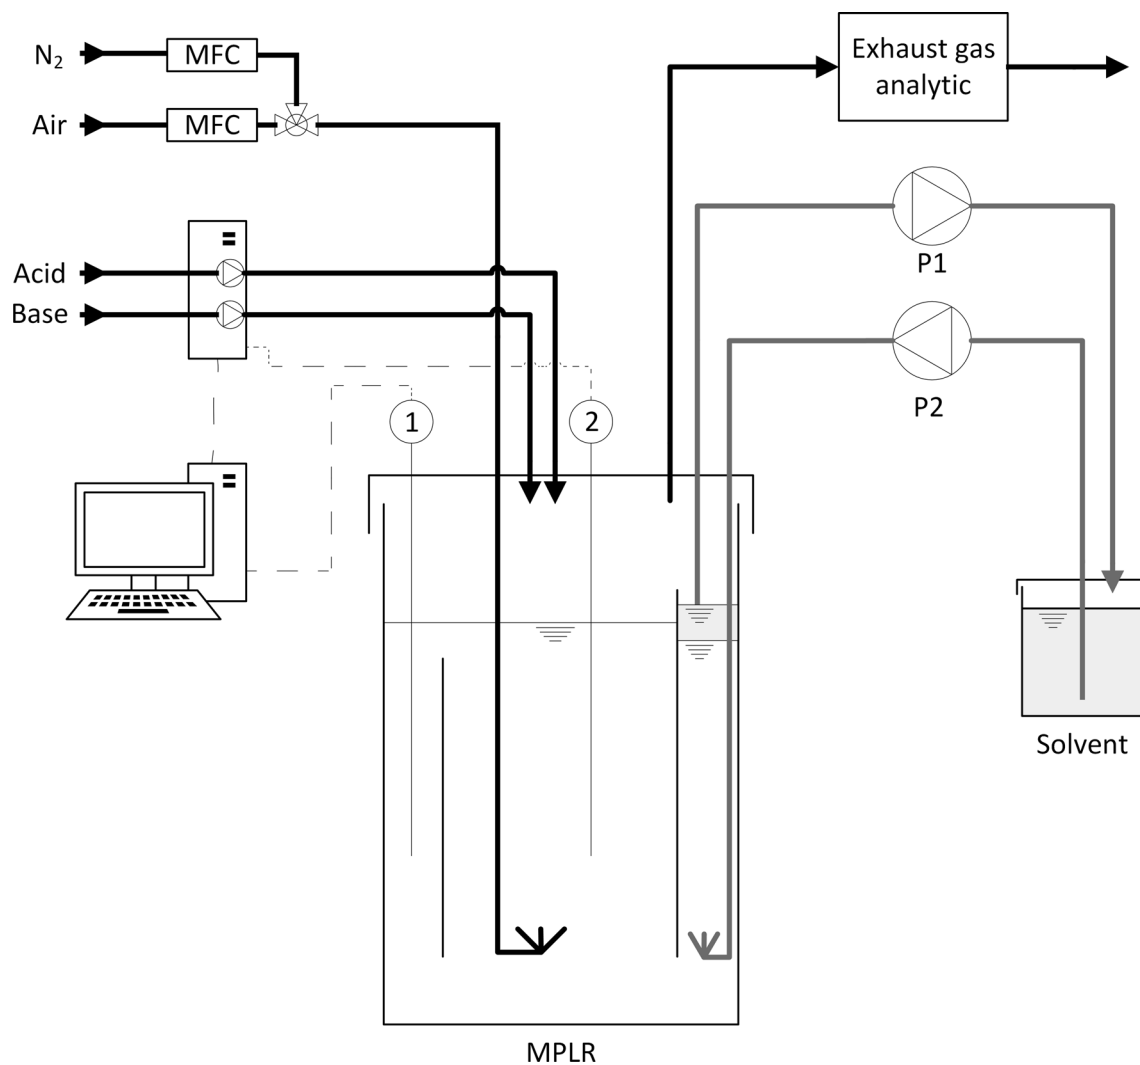 N₂
MFC
Exhaust gas
analytic
Air
MFC
P1
Acid
Base
P2
1
2
Solvent
MPLR